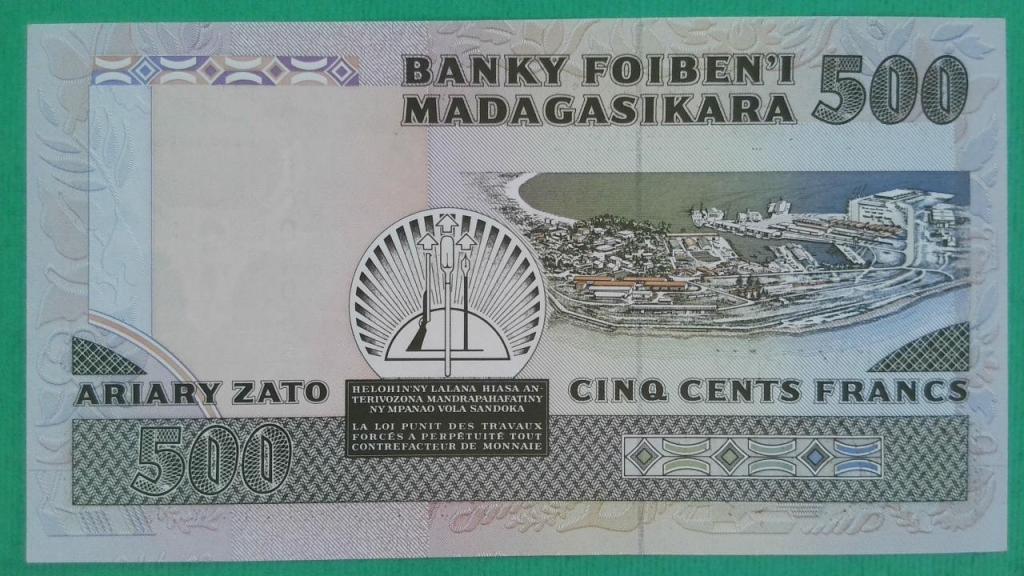 BANKY FOIBEN'I
MADAGASIKARA
500
ARIARY ZATO
CINQ CENTS FRANCS
HELOHIN'NY LALANA HIASA AN-
TERIVOZONA MANDRAPAHAFATINY
NY MPANAO VOLA SANDOKA
LA LOI PUNIT DES TRAVAUX
FORCÉS A PERPÉTUITÉ TOUT
CONTREFACTEUR DE MONNAIE
500